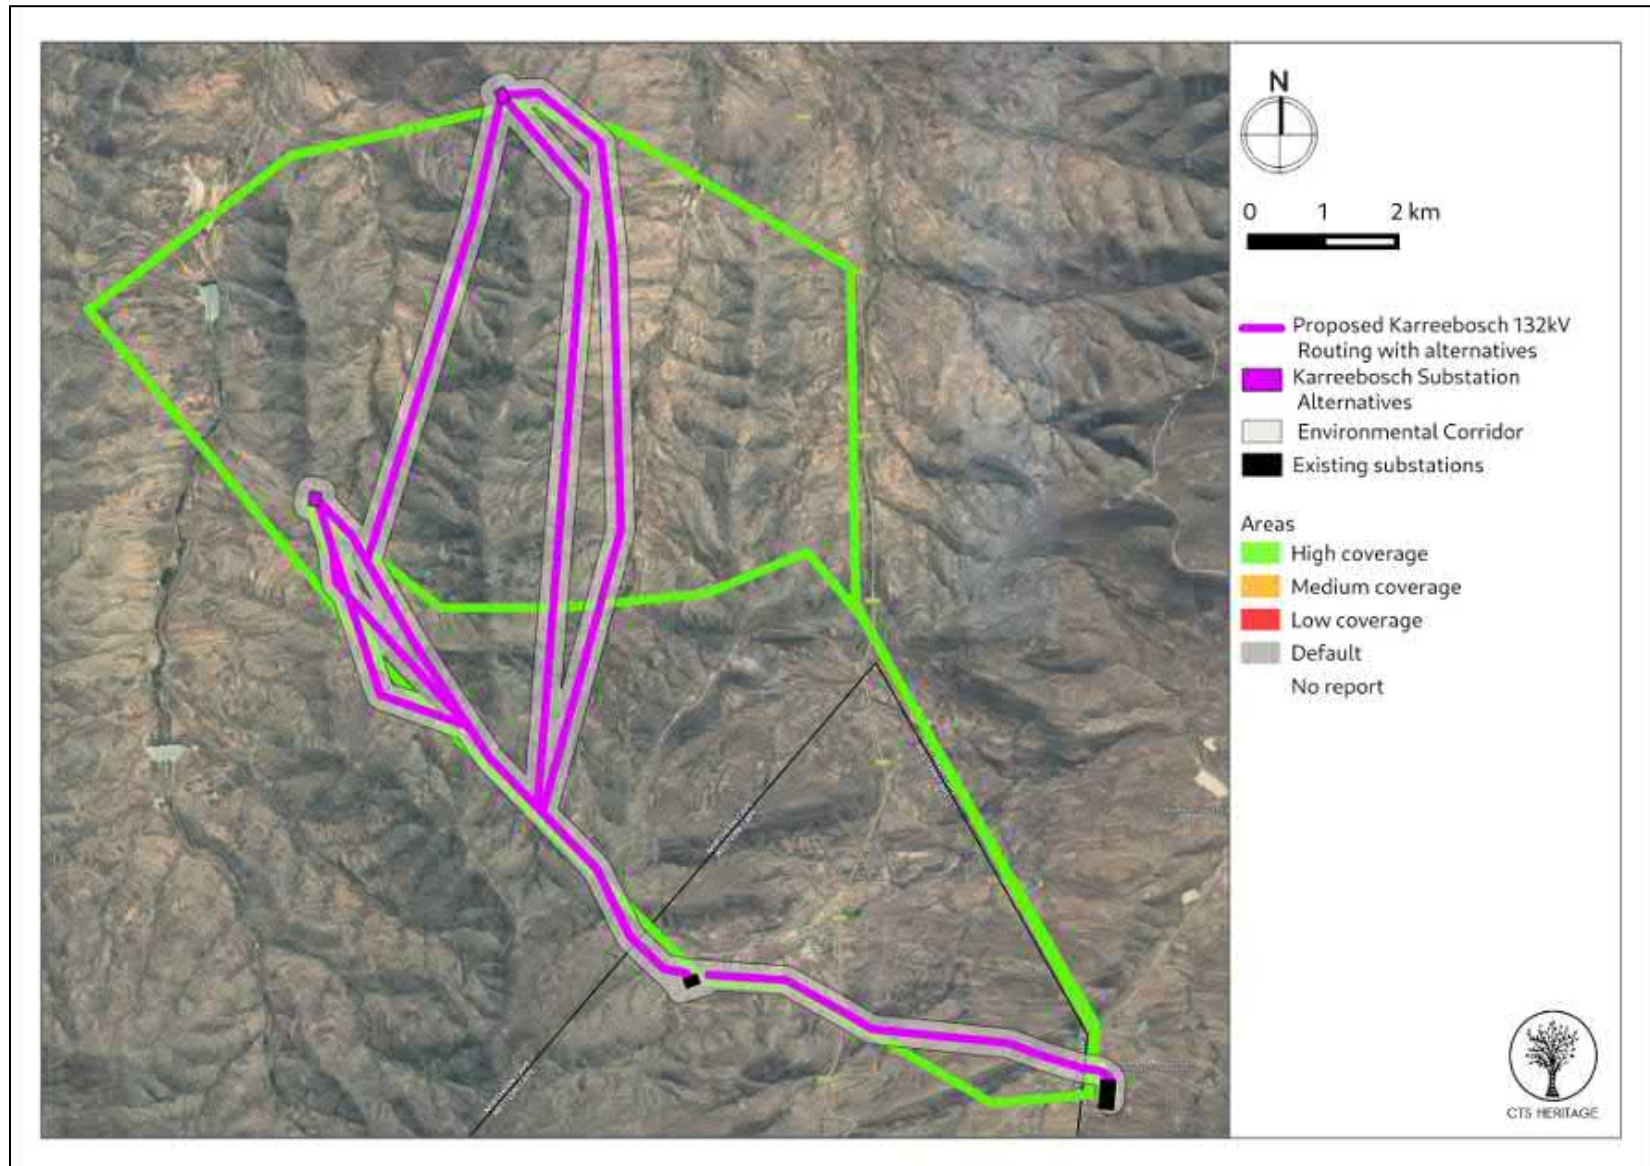 N
0 1 2 km
Proposed Karreebosch 132kV
Routing with alternatives
Karreebosch Substation
Alternatives
Environmental Corridor
Existing substations
Areas
High coverage
Medium coverage
Low coverage
Default
No report
CTS HERITAGE